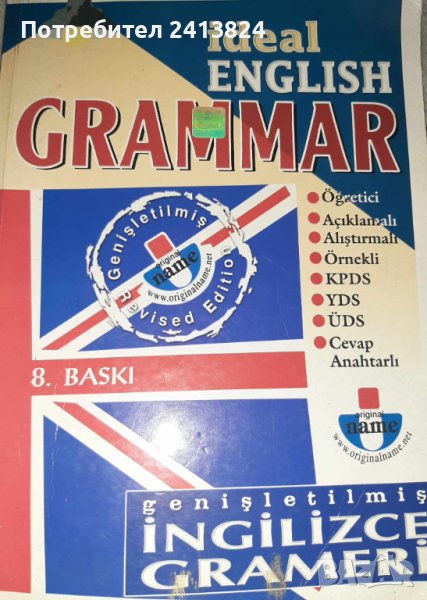 Потребител 2413824
ideal
ENGLISH
GRAMMAR
Öğretici
Açıklamalı
Alıştırmalı
Örnekli
KPDS
YDS
ÜDS
Cevap
Anahtarlı
Genişletilmiş
original
name
www.originalname.net
Revised Edition
8. BASKI
original
name
www.originalname.net
genişletilmiş
İNGİLİZCE
GRAMERİ
BAZAR